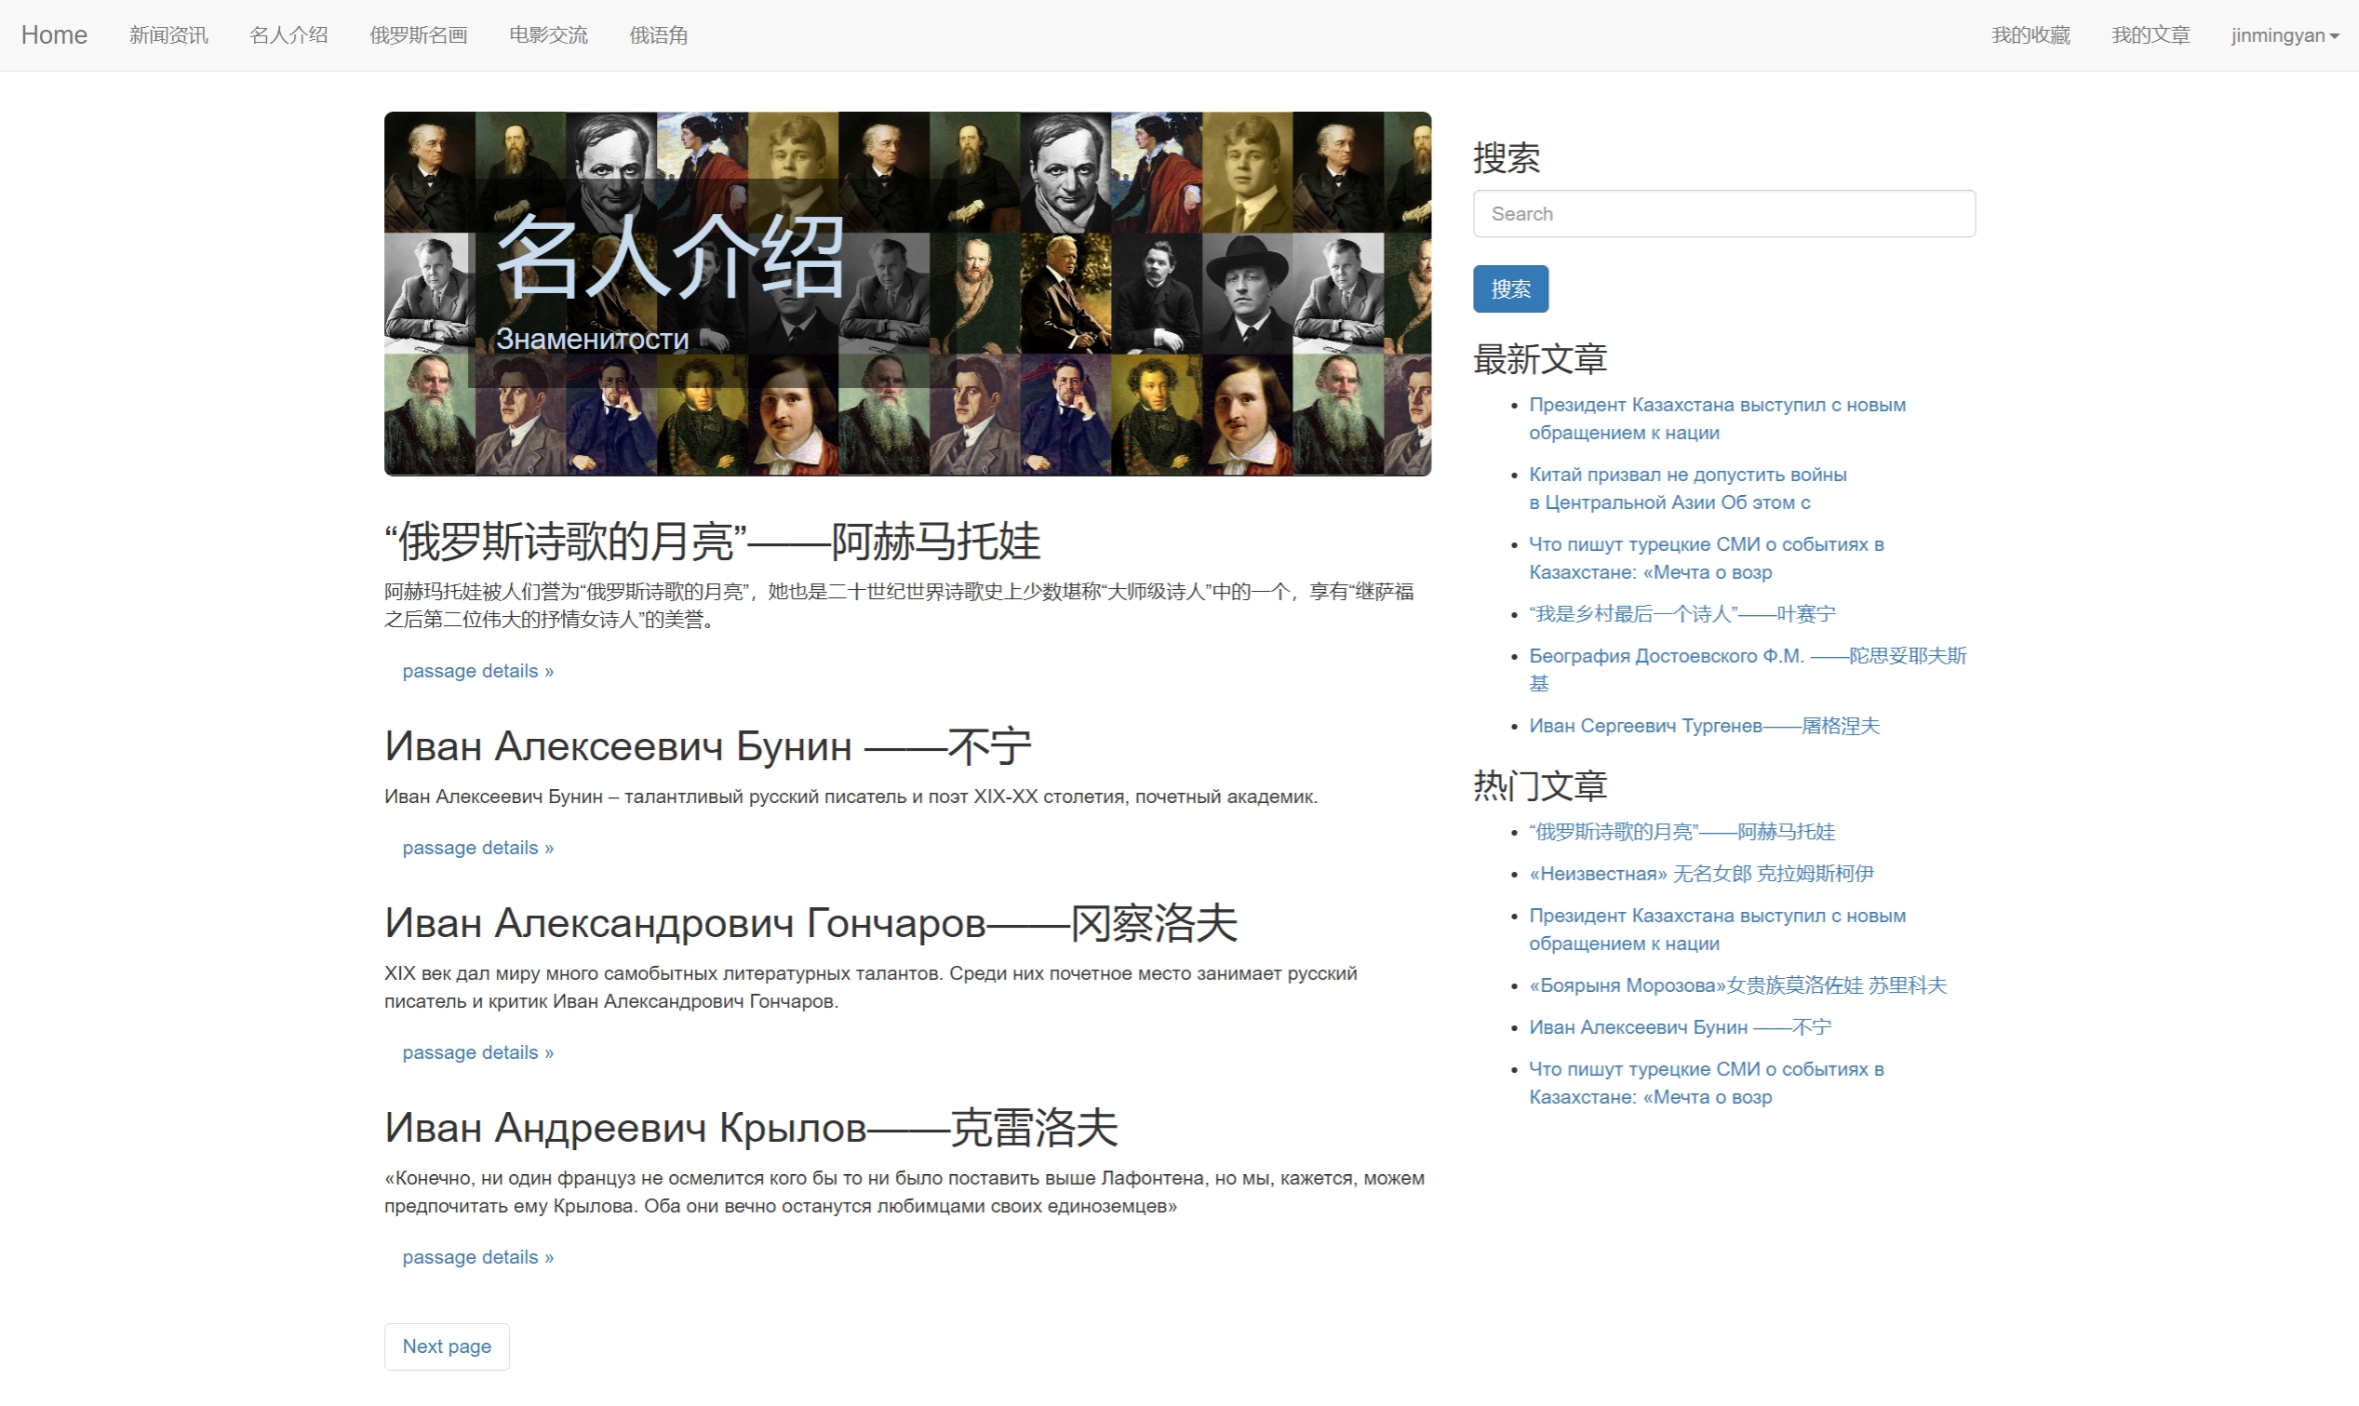 Home 新闻资讯 名人介绍 俄罗斯名画 电影交流 俄语角 我的收藏 我的文章 jinmingyan
名人介绍
Знаменитости
“俄罗斯诗歌的月亮”——阿赫马托娃
阿赫玛托娃被人们誉为“俄罗斯诗歌的月亮”，她也是二十世纪世界诗歌史上少数堪称“大师级诗人”中的一个，享有“继萨福
之后第二位伟大的抒情女诗人”的美誉。
passage details »
Иван Алексеевич Бунин ——不宁
Иван Алексеевич Бунин – талантливый русский писатель и поэт XIX-XX столетия, почетный академик.
passage details »
Иван Александрович Гончаров——冈察洛夫
XIX век дал миру много самобытных литературных талантов. Среди них почетное место занимает русский
писатель и критик Иван Александрович Гончаров.
passage details »
Иван Андреевич Крылов——克雷洛夫
«Конечно, ни один француз не осмелится кого бы то ни было поставить выше Лафонтена, но мы, кажется, можем
предпочитать ему Крылова. Оба они вечно останутся любимцами своих единоземцев»
passage details »
Next page
搜索
Search
搜索
最新文章
Президент Казахстана выступил с новым
обращением к нации
Китай призвал не допустить войны
в Центральной Азии Об этом с
Что пишут турецкие СМИ о событиях в
Казахстане: «Мечта о возр
“我是乡村最后一个诗人”——叶赛宁
Беография Достоевского Ф.М. ——陀思妥耶夫斯
基
Иван Сергеевич Тургенев——屠格涅夫
热门文章
“俄罗斯诗歌的月亮”——阿赫马托娃
«Неизвестная» 无名女郎 克拉姆斯柯伊
Президент Казахстана выступил с новым
обращением к нации
«Боярыня Морозова»女贵族莫洛佐娃 苏里科夫
Иван Алексеевич Бунин ——不宁
Что пишут турецкие СМИ о событиях в
Казахстане: «Мечта о возр